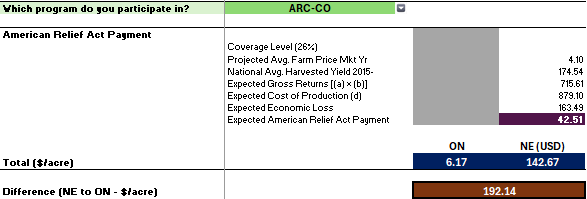 Which program do you participate in? ARC-CO
American Relief Act Payment
Coverage Level (26%)
Projected Avg. Farm Price Mkt Yr 4.10
National Avg. Harvested Yield 2015- 174.54
Expected Gross Returns [(a) × (b)] 715.61
Expected Cost of Production (d) 879.10
Expected Economic Loss 163.49
Expected American Relief Act Payment 42.51
ON NE (USD)
Total ($/acre) 6.17 142.67
Difference (NE to ON - $/acre) 192.14